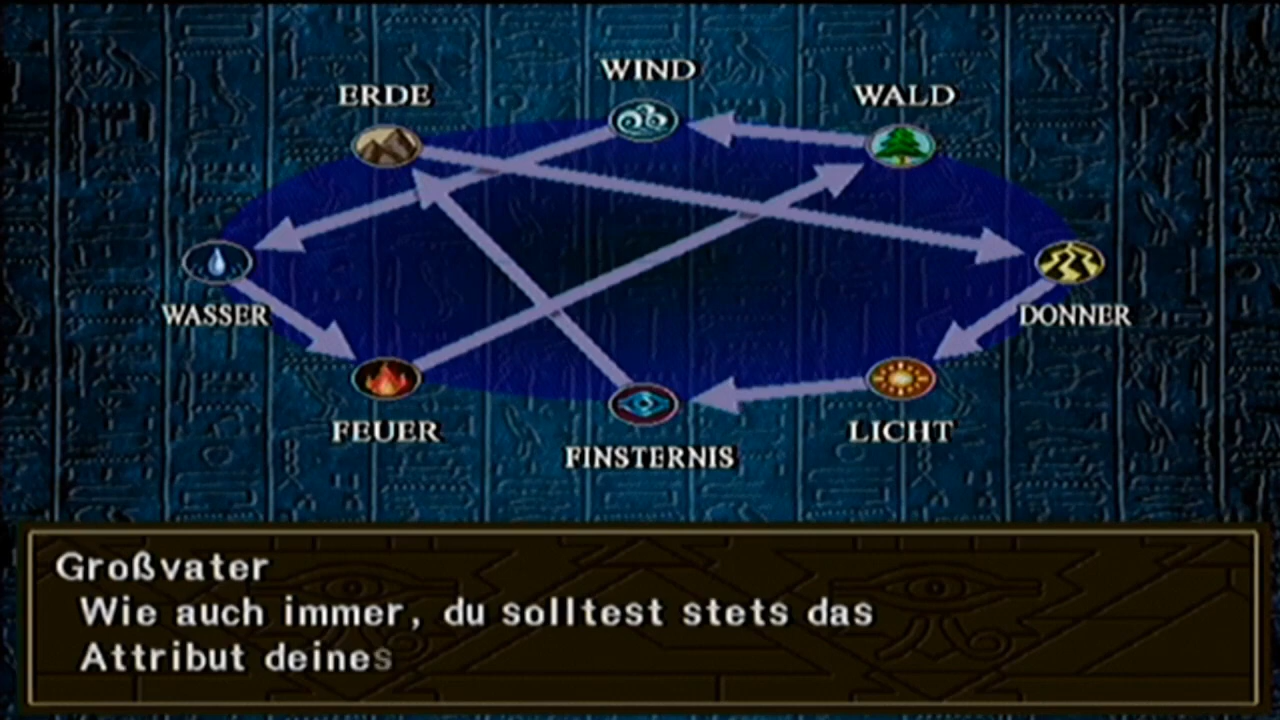 WIND
ERDE
WALD
WASSER
DONNER
FEUER
LICHT
FINSTERNIS
Großvater
Wie auch immer, du solltest stets das
Attribut deines